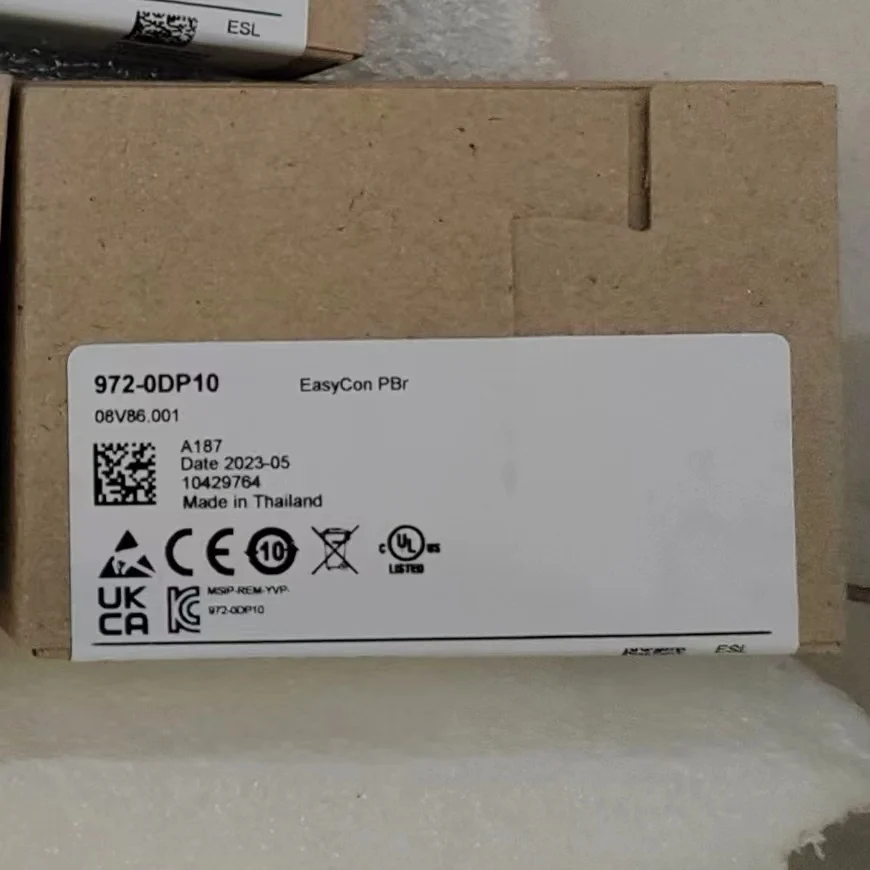 ESL
972-0DP10 EasyCon PBr
08V86.001
A187
Date 2023-05
10429764
Made in Thailand
CE 10 c UL us
LISTED
UK
CA
MSIP-REM-YVP-
972-0DP10
ESL